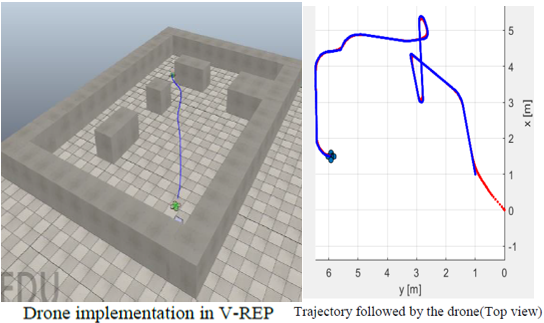 EDU
Drone implementation in V-REP
5
4
3
2
1
0
-1
x [m]
6 5 4 3 2 1 0
y [m]
Trajectory followed by the drone(Top view)